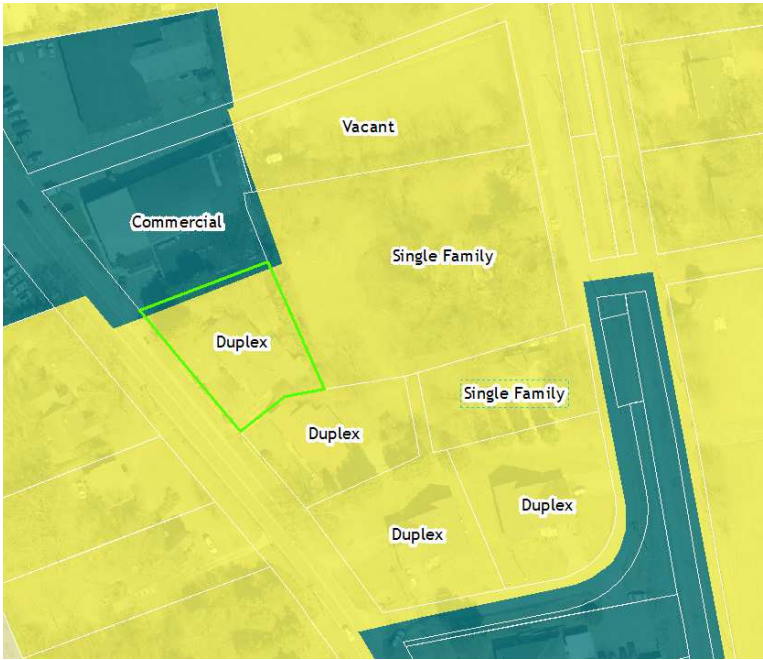 Vacant
Commercial
Single Family
Duplex
Single Family
Duplex
Duplex
Duplex